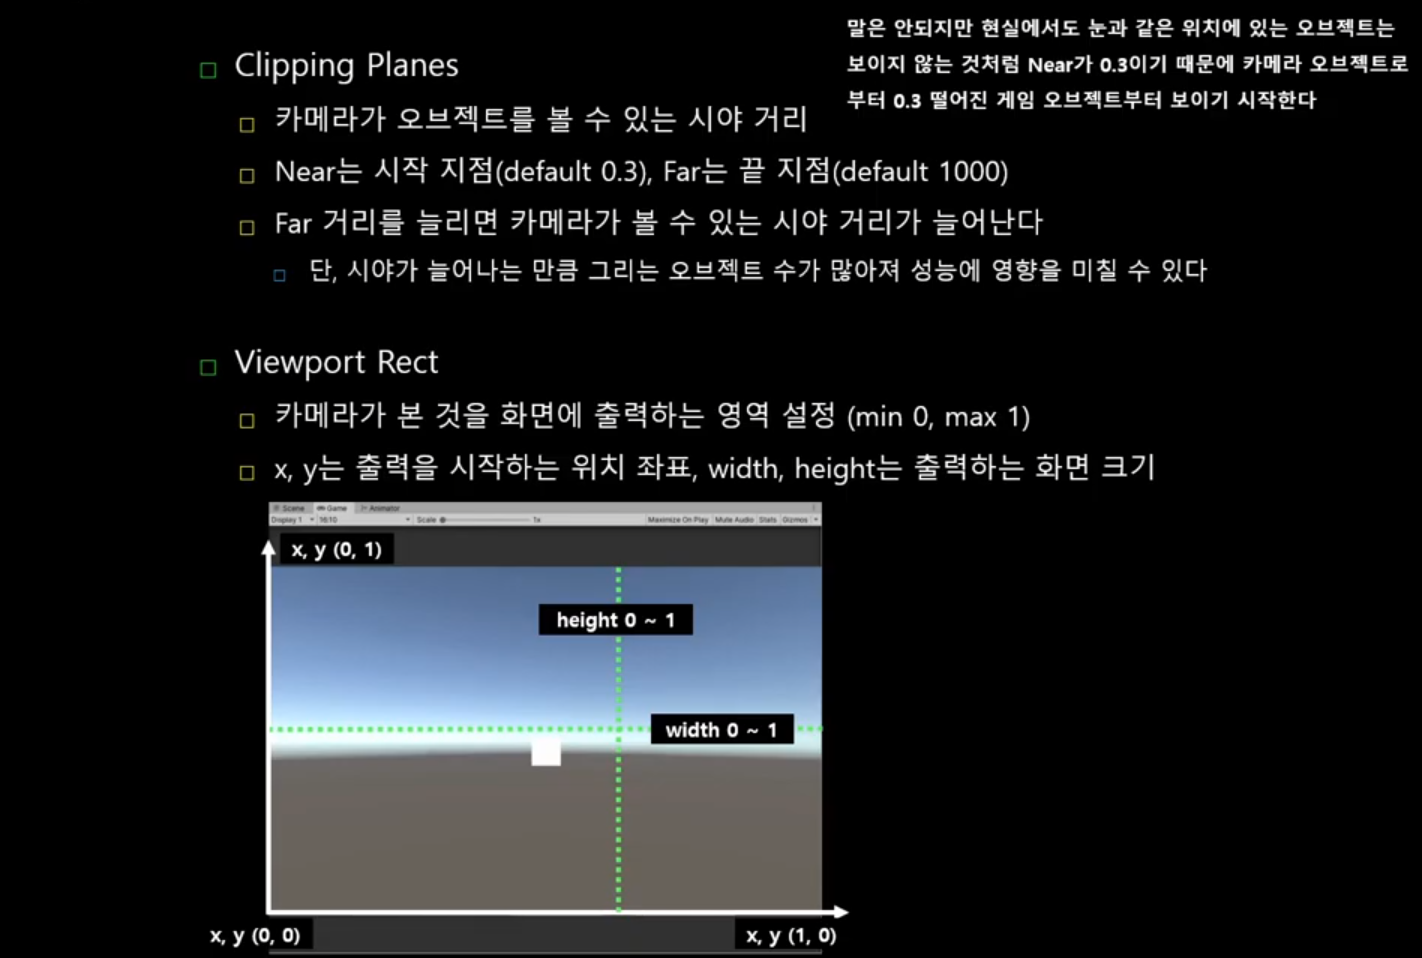 말은 안되지만 현실에서도 눈과 같은 위치에 있는 오브젝트는
보이지 않는 것처럼 Near가 0.3이기 때문에 카메라 오브젝트로
부터 0.3 떨어진 게임 오브젝트부터 보이기 시작한다
Clipping Planes
카메라가 오브젝트를 볼 수 있는 시야 거리
Near는 시작 지점(default 0.3), Far는 끝 지점(default 1000)
Far 거리를 늘리면 카메라가 볼 수 있는 시야 거리가 늘어난다
단, 시야가 늘어나는 만큼 그리는 오브젝트 수가 많아져 성능에 영향을 미칠 수 있다
Viewport Rect
카메라가 본 것을 화면에 출력하는 영역 설정 (min 0, max 1)
x, y는 출력을 시작하는 위치 좌표, width, height는 출력하는 화면 크기
Scene Game Animator
Display 1 16:10 Scale 1x Maximize On Play Mute Audio Stats Gizmos
x, y (0, 1)
height 0 ~ 1
width 0 ~ 1
x, y (0, 0) x, y (1, 0)